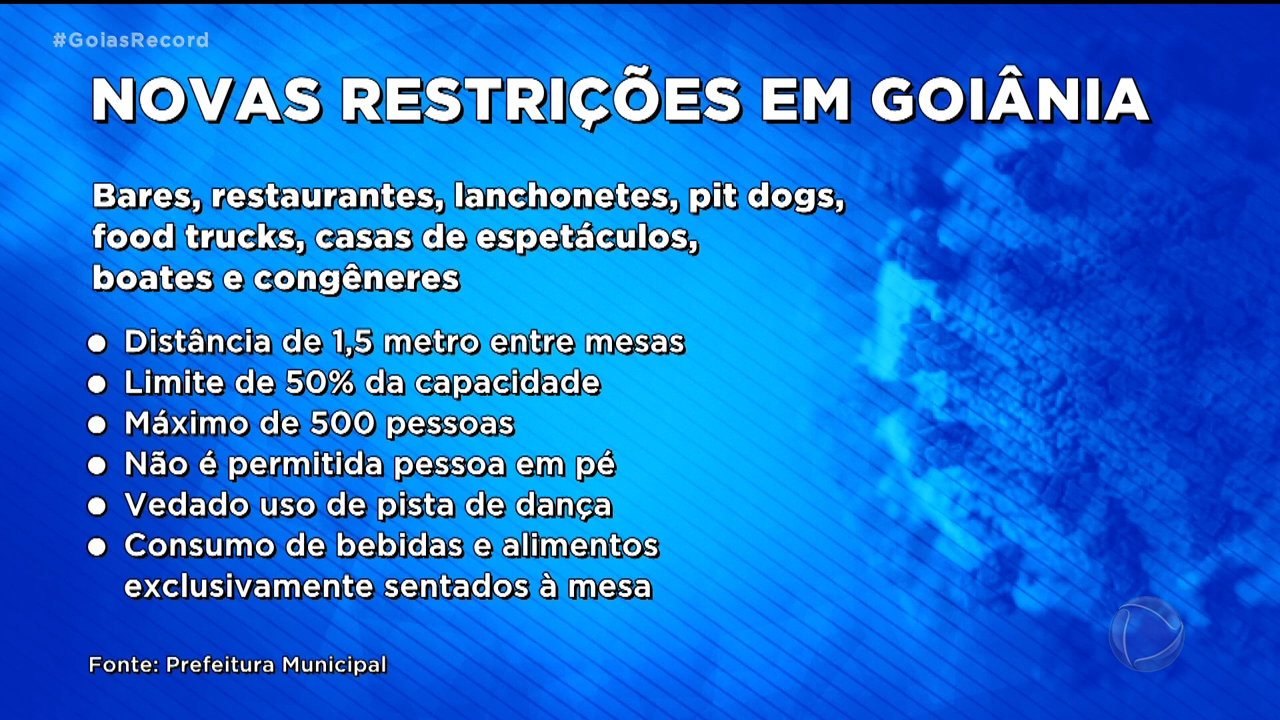 #GoiasRecord
NOVAS RESTRIÇÕES EM GOIÂNIA
Bares, restaurantes, lanchonetes, pit dogs,
food trucks, casas de espetáculos,
boates e congêneres
● Distância de 1,5 metro entre mesas
● Limite de 50% da capacidade
● Máximo de 500 pessoas
● Não é permitida pessoa em pé
● Vedado uso de pista de dança
● Consumo de bebidas e alimentos
exclusivamente sentados à mesa
Fonte: Prefeitura Municipal